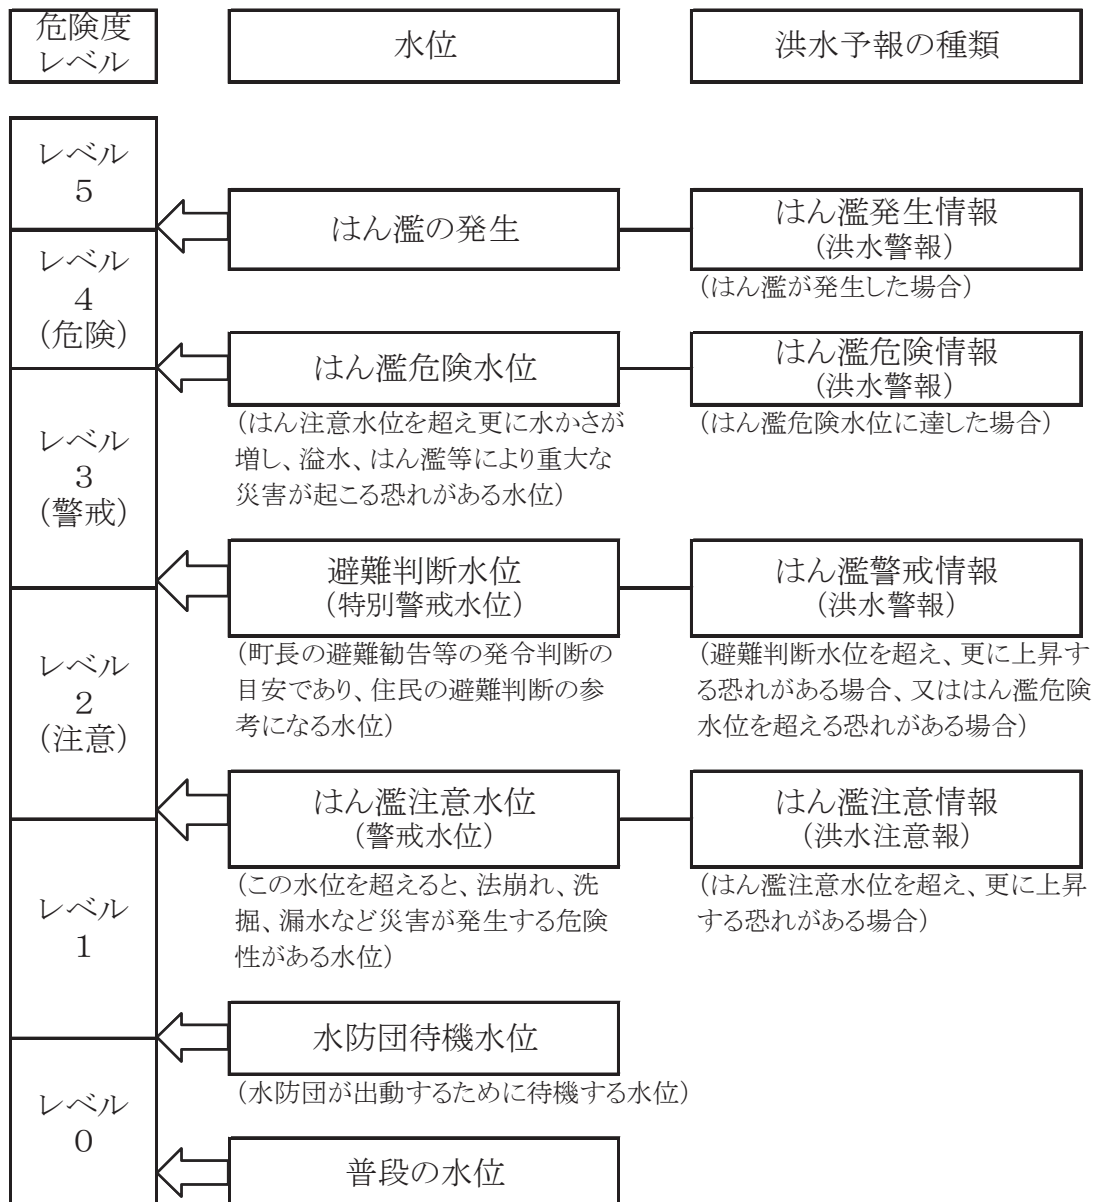 危険度
レベル
水位
洪水予報の種類
レベル
5
はん濫の発生
はん濫発生情報
(洪水警報)
(はん濫が発生した場合)
レベル
4
(危険)
はん濫危険水位
はん濫危険情報
(洪水警報)
(はん注意水位を超え更に水かさが
増し、溢水、はん濫等により重大な
災害が起こる恐れがある水位)
(はん濫危険水位に達した場合)
レベル
3
(警戒)
避難判断水位
(特別警戒水位)
はん濫警戒情報
(洪水警報)
(町長の避難勧告等の発令判断の
目安であり、住民の避難判断の参
考になる水位)
(避難判断水位を超え、更に上昇す
る恐れがある場合、又ははん濫危険
水位を超える恐れがある場合)
レベル
2
(注意)
はん濫注意水位
(警戒水位)
はん濫注意情報
(洪水注意報)
(この水位を超えると、法崩れ、洗
掘、漏水など災害が発生する危険
性がある水位)
(はん濫注意水位を超え、更に上昇
する恐れがある場合)
レベル
1
水防団待機水位
(水防団が出動するために待機する水位)
レベル
0
普段の水位